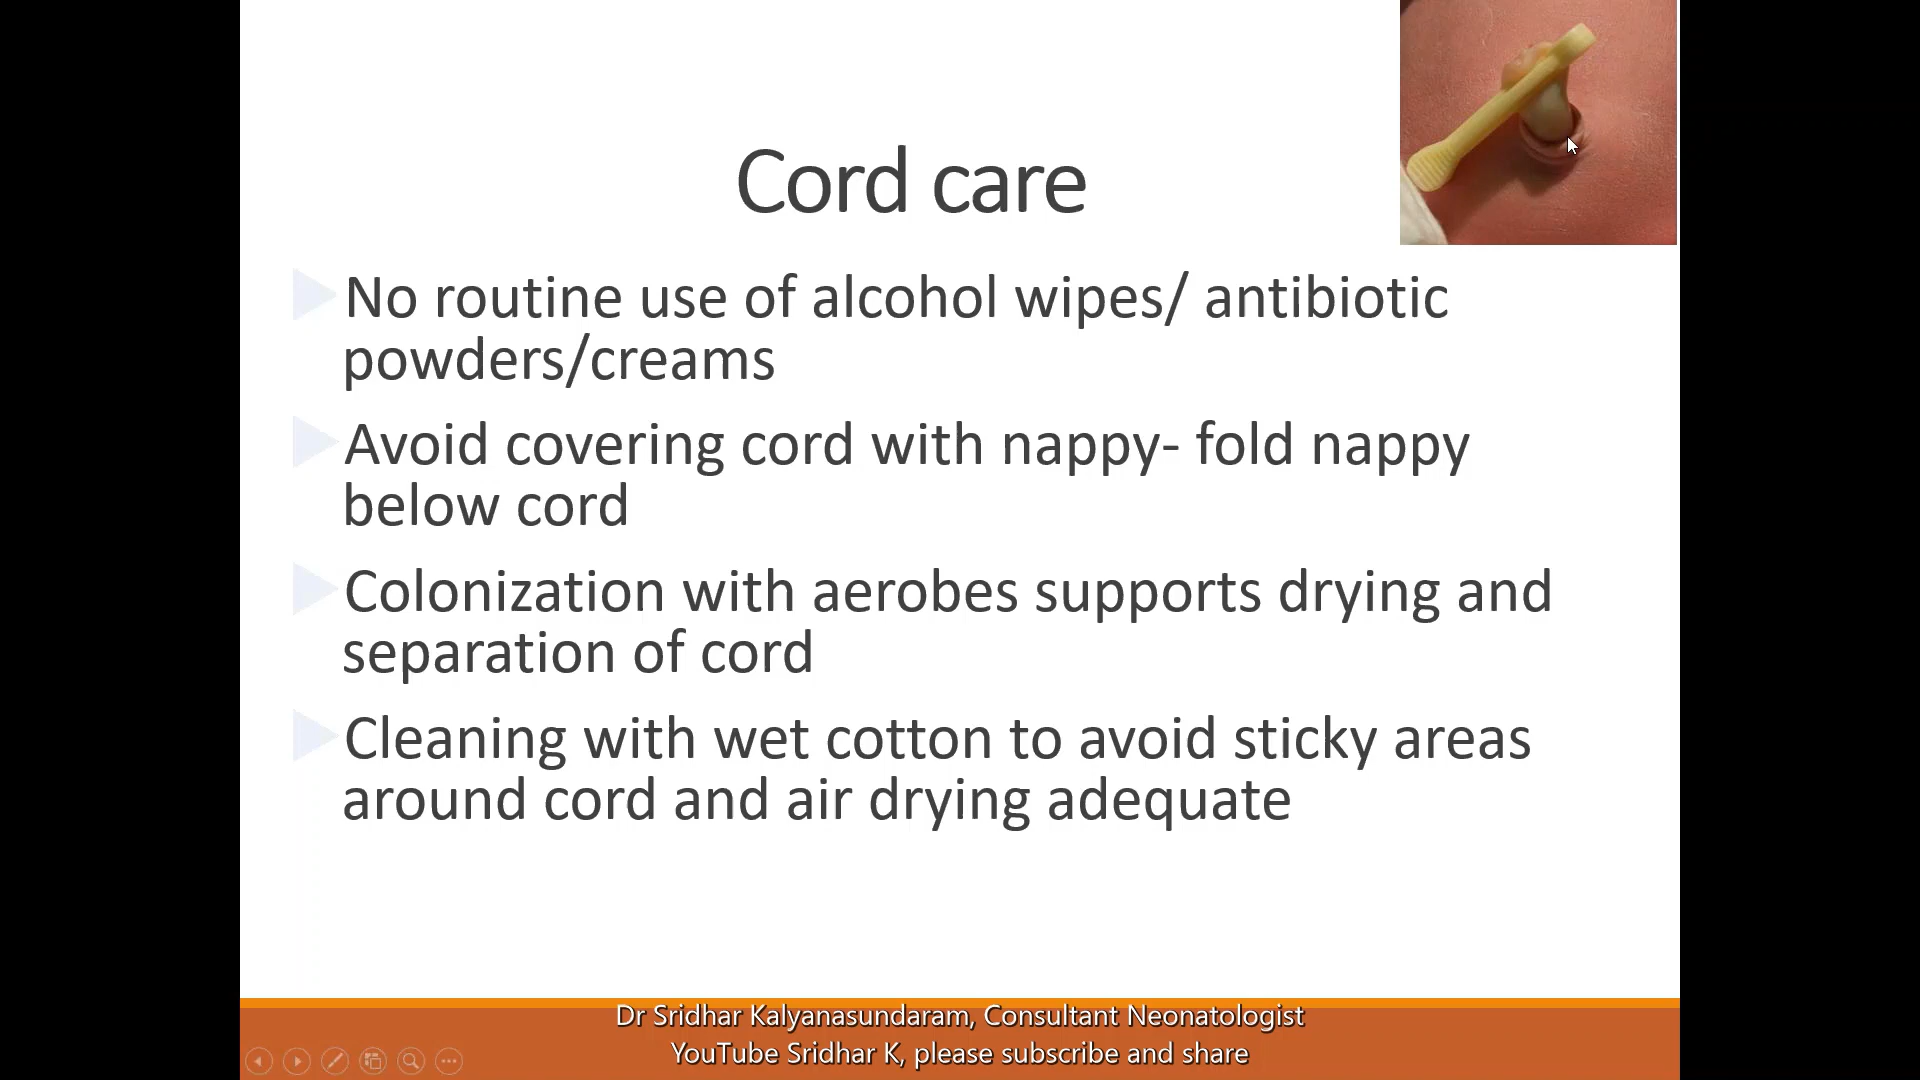 Cord care
No routine use of alcohol wipes/ antibiotic
powders/creams
Avoid covering cord with nappy- fold nappy
below cord
Colonization with aerobes supports drying and
separation of cord
Cleaning with wet cotton to avoid sticky areas
around cord and air drying adequate
Dr Sridhar Kalyanasundaram, Consultant Neonatologist
YouTube Sridhar K, please subscribe and share